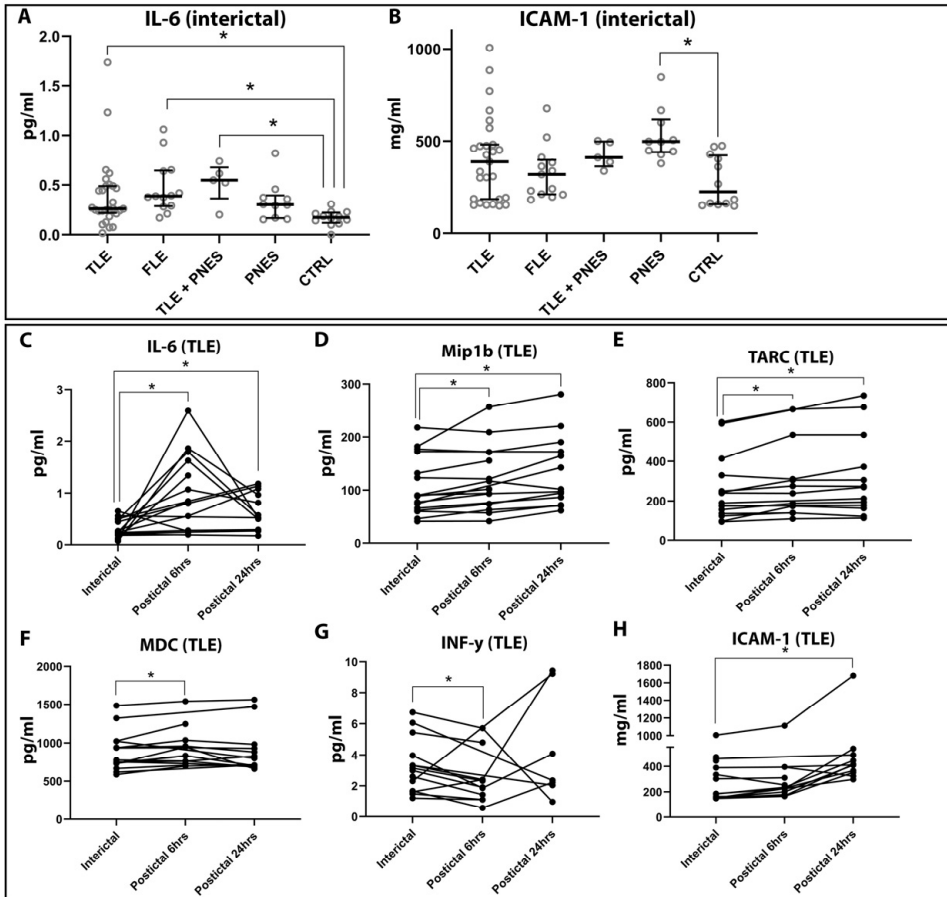 A
IL-6 (interictal)
pg/ml
2.0
1.5
1.0
0.5
0.0
*
*
*
TLE
FLE
TLE + PNES
PNES
CTRL
B
ICAM-1 (interictal)
mg/ml
1000
500
0
*
TLE
FLE
TLE + PNES
PNES
CTRL
C
IL-6 (TLE)
pg/ml
3
2
1
0
*
*
Interictal
Postictal 6hrs
Postictal 24hrs
D
Mip1b (TLE)
pg/ml
300
200
100
0
*
*
Interictal
Postictal 6hrs
Postictal 24hrs
E
TARC (TLE)
pg/ml
800
600
400
200
0
*
*
Interictal
Postictal 6hrs
Postictal 24hrs
F
MDC (TLE)
pg/ml
2000
1500
1000
500
0
*
Interictal
Postictal 6hrs
Postictal 24hrs
G
INF-y (TLE)
pg/ml
10
8
6
4
2
0
*
Interictal
Postictal 6hrs
Postictal 24hrs
H
ICAM-1 (TLE)
mg/ml
1800
1600
1400
1200
1000
800
400
200
0
*
Interictal
Postictal 6hrs
Postictal 24hrs